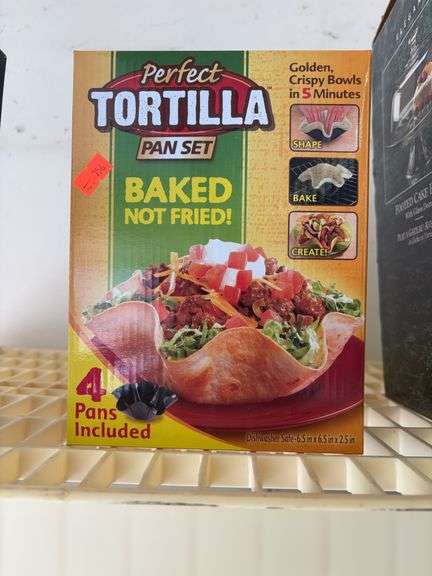 Perfect
TORTILLA
PAN SET
BAKED
NOT FRIED!
Golden,
Crispy Bowls
in 5 Minutes
SHAPE
BAKE
CREATE!
4
Pans
Included
Dishwasher Safe-6.5 in x 6.5 in x 2.5 in